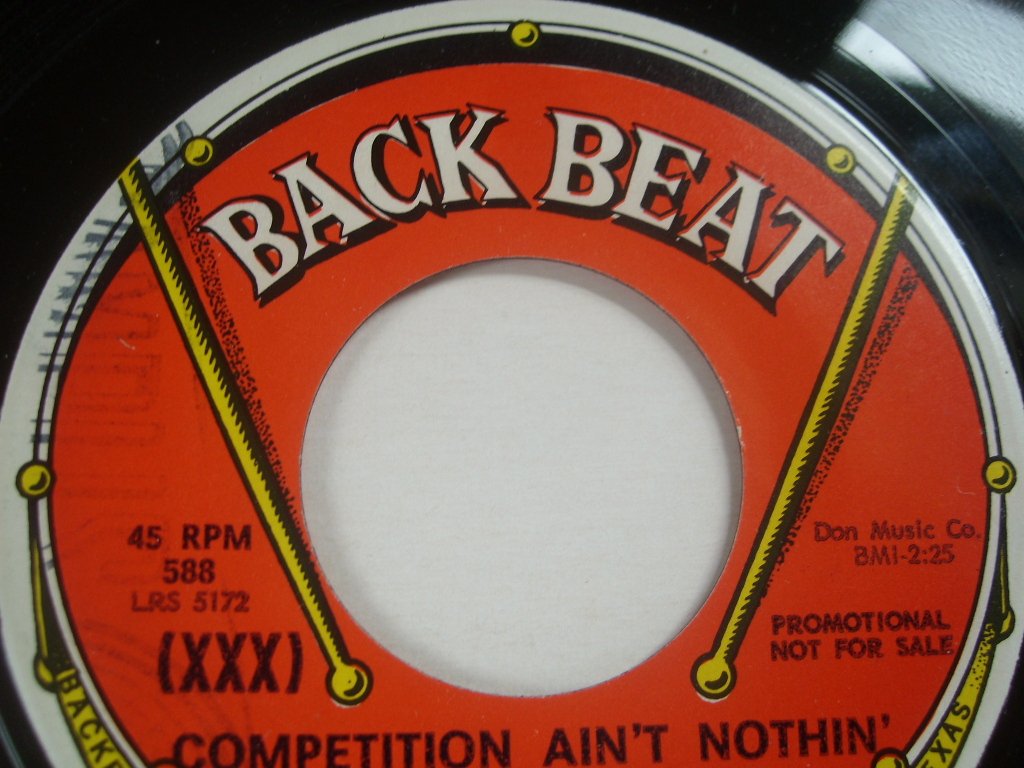 BACK BEAT
45 RPM
588
LRS 5172
(XXX)
Don Music Co.
BMI-2:25
PROMOTIONAL
NOT FOR SALE
COMPETITION AIN'T NOTHIN'